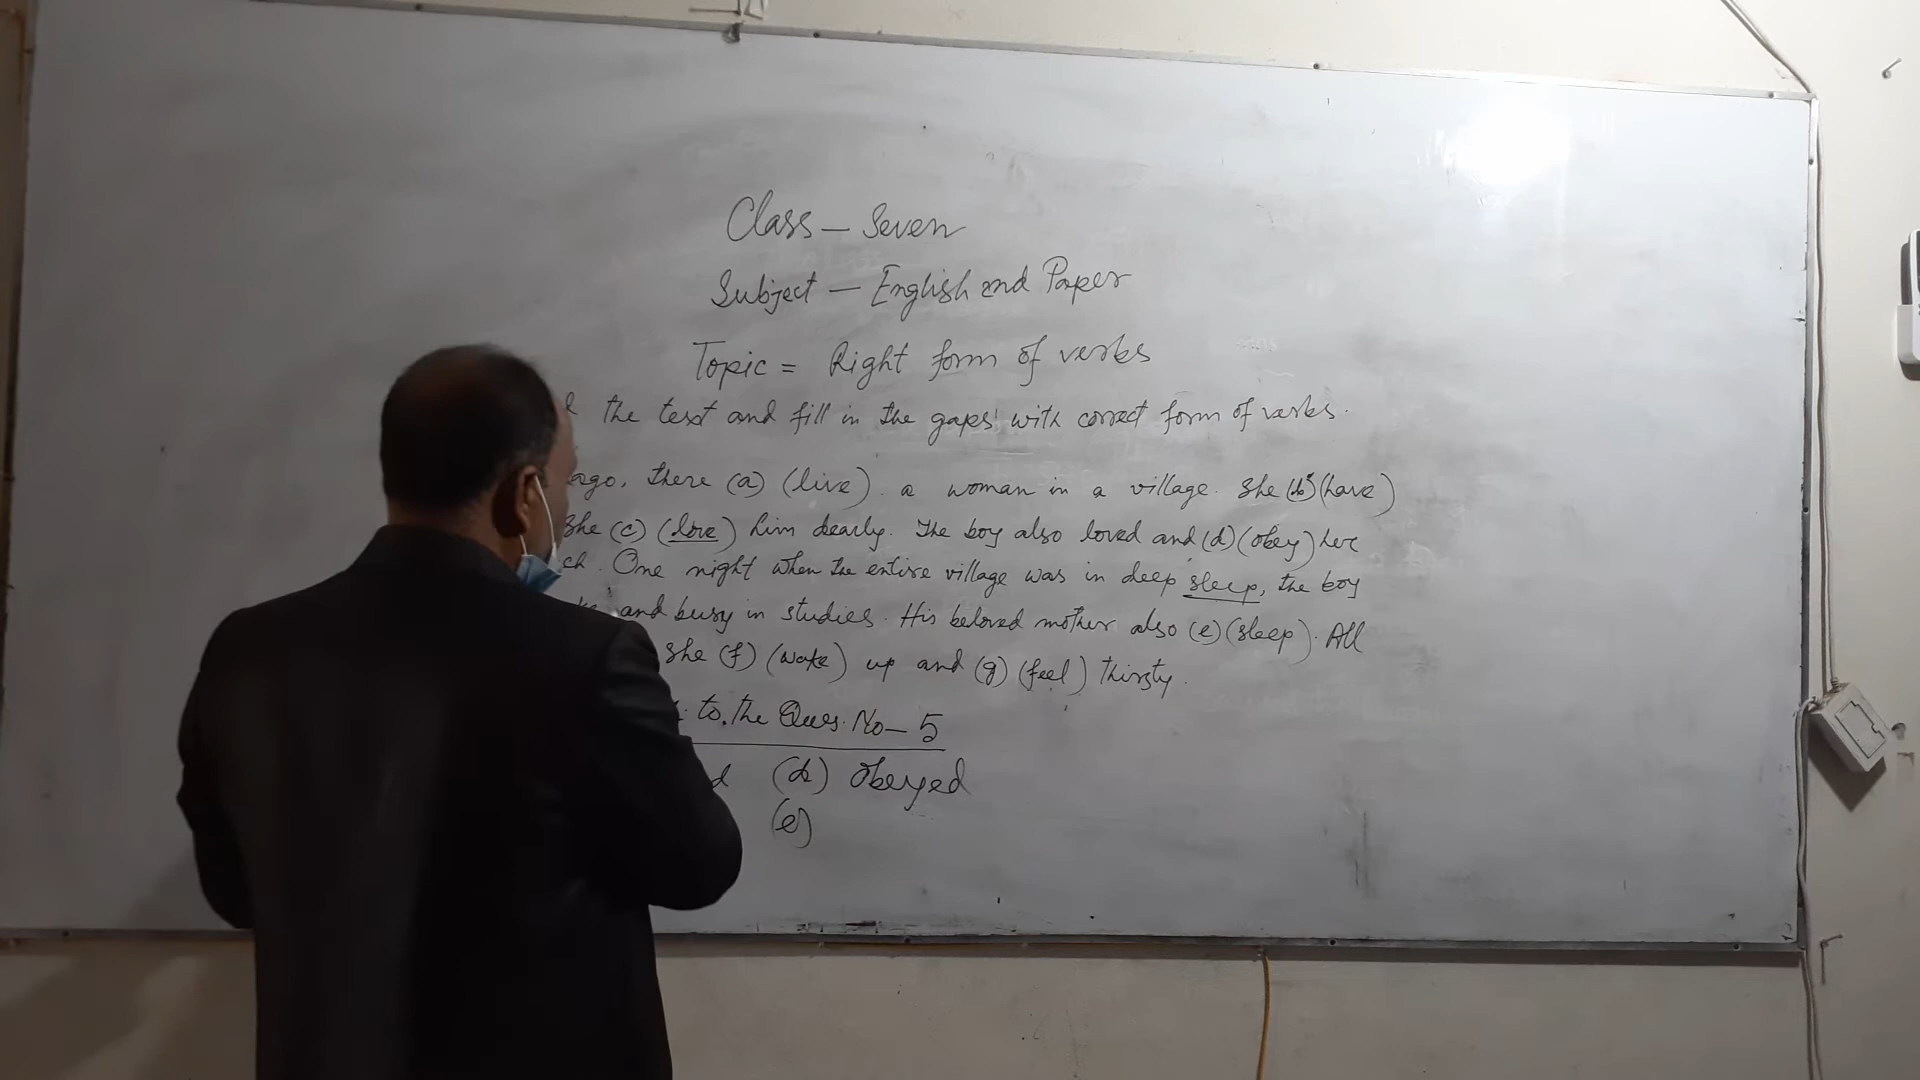 Class – Seven
Subject – English 2nd Paper
Topic = Right form of verbs
the text and fill in the gaps with correct form of verbs.
ago, there (a) (live) a woman in a village. She (b) (have)
She (c) (love) him dearly. The boy also loved and (d) (obey) her
One night when the entire village was in deep sleep, the boy
and busy in studies. His beloved mother also (e) (sleep). All
she (f) (wake) up and (g) (feel) thirsty.
to the Ques. No – 5
(d) obeyed
(e)